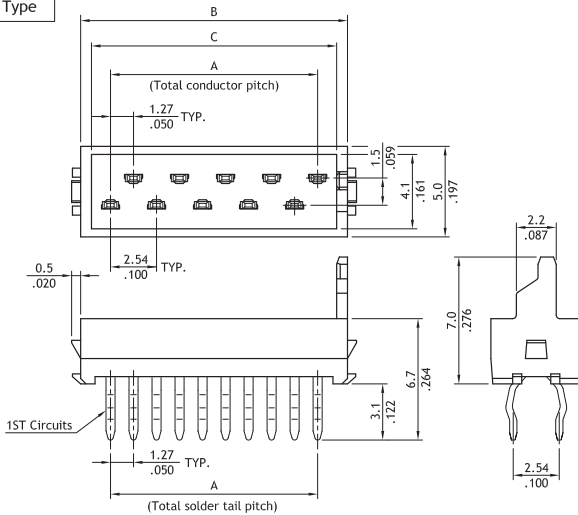 Type
B
C
A
(Total conductor pitch)
1.27
.050
TYP.
1.5
.059
4.1
.161
5.0
.197
2.54
.100
TYP.
0.5
.020
2.2
.087
7.0
.276
6.7
.264
3.1
.122
1ST Circuits
1.27
.050
TYP.
2.54
.100
A
(Total solder tail pitch)